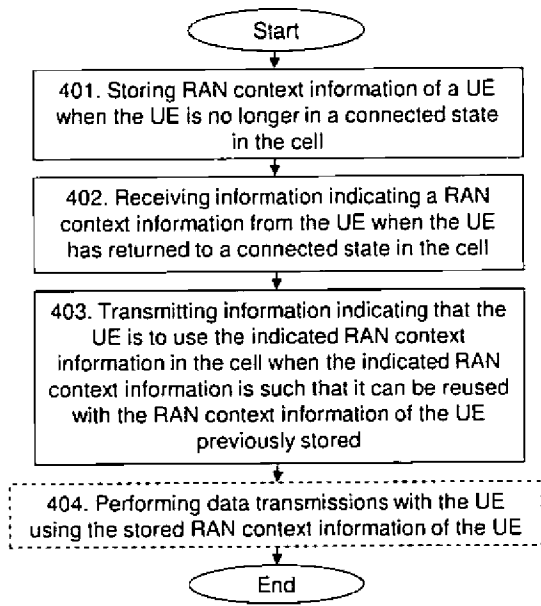 Start
401. Storing RAN context information of a UE
when the UE is no longer in a connected state
in the cell
402. Receiving information indicating a RAN
context information from the UE when the UE
has returned to a connected state in the cell
403. Transmitting information indicating that the
UE is to use the indicated RAN context
information in the cell when the indicated RAN
context information is such that it can be reused
with the RAN context information of the UE
previously stored
404. Performing data transmissions with the UE
using the stored RAN context information of the UE
End